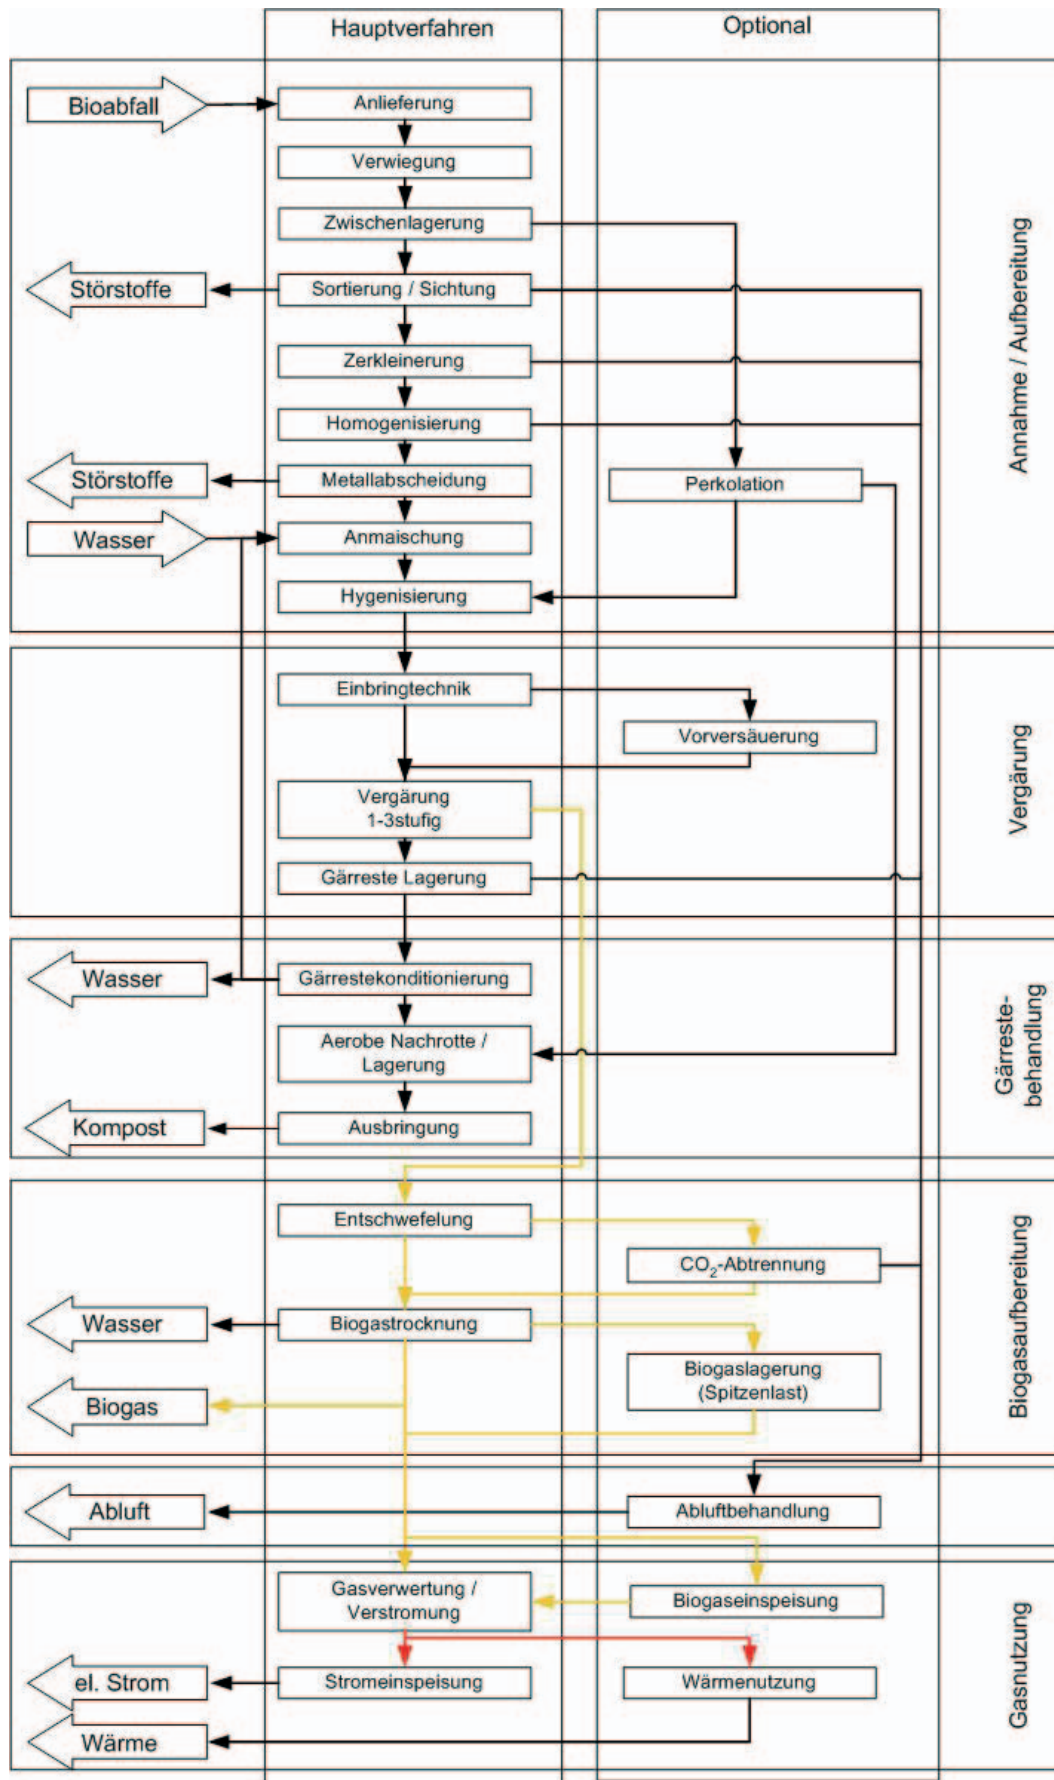 Hauptverfahren
Optional
Bioabfall
Anlieferung
Verwiegung
Zwischenlagerung
Störstoffe
Sortierung / Sichtung
Zerkleinerung
Homogenisierung
Störstoffe
Metallabscheidung
Perkolation
Wasser
Anmaischung
Hygenisierung
Annahme / Aufbereitung
Einbringtechnik
Vorversäuerung
Vergärung
1-3stufig
Gärreste Lagerung
Vergärung
Wasser
Gärrestekonditionierung
Aerobe Nachrotte /
Lagerung
Kompost
Ausbringung
Gärreste-
behandlung
Entschwefelung
CO₂-Abtrennung
Wasser
Biogastrocknung
Biogaslagerung
(Spitzenlast)
Biogas
Biogasaufbereitung
Abluft
Abluftbehandlung
Gasverwertung /
Verstromung
Biogaseinspeisung
el. Strom
Stromeinspeisung
Wärmenutzung
Wärme
Gasnutzung